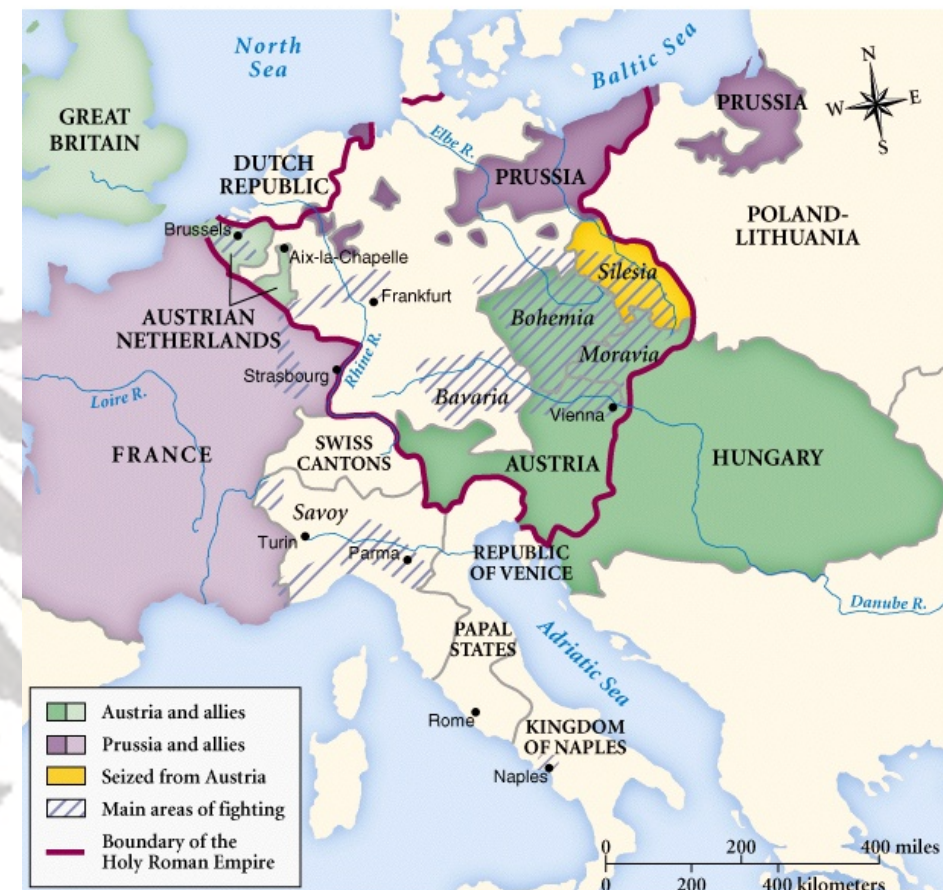 North
Sea
Baltic Sea
N
W
E
S
GREAT
BRITAIN
PRUSSIA
Elbe R.
DUTCH
REPUBLIC
PRUSSIA
POLAND-
LITHUANIA
Brussels
Aix-la-Chapelle
Silesia
Frankfurt
Bohemia
AUSTRIAN
NETHERLANDS
Moravia
Rhine R.
Strasbourg
Bavaria
Loire R.
Vienna
FRANCE
SWISS
CANTONS
AUSTRIA
HUNGARY
Savoy
Turin
Parma
REPUBLIC
OF VENICE
Danube R.
PAPAL
STATES
Adriatic Sea
Rome
KINGDOM
OF NAPLES
Naples
Austria and allies
Prussia and allies
Seized from Austria
Main areas of fighting
Boundary of the
Holy Roman Empire
0 200 400 miles
0 200 400 kilometers